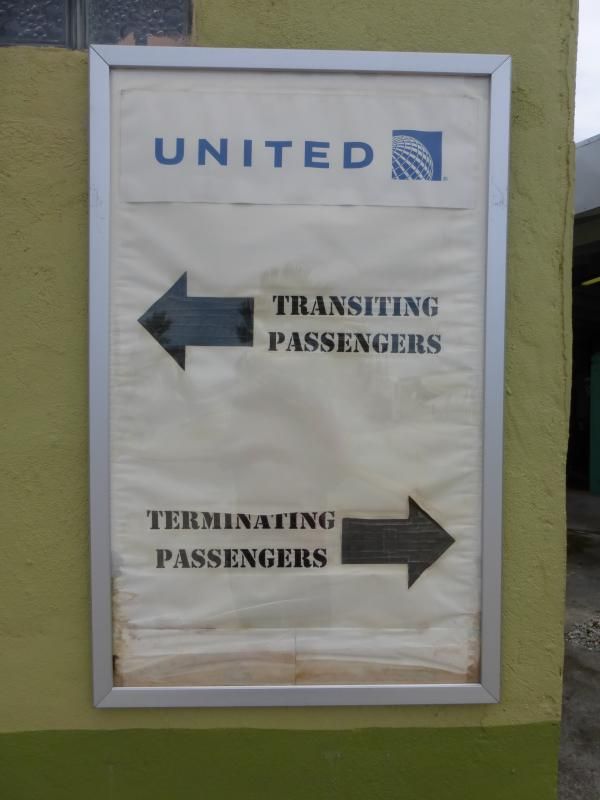 UNITED
TRANSITING
PASSENGERS
TERMINATING
PASSENGERS